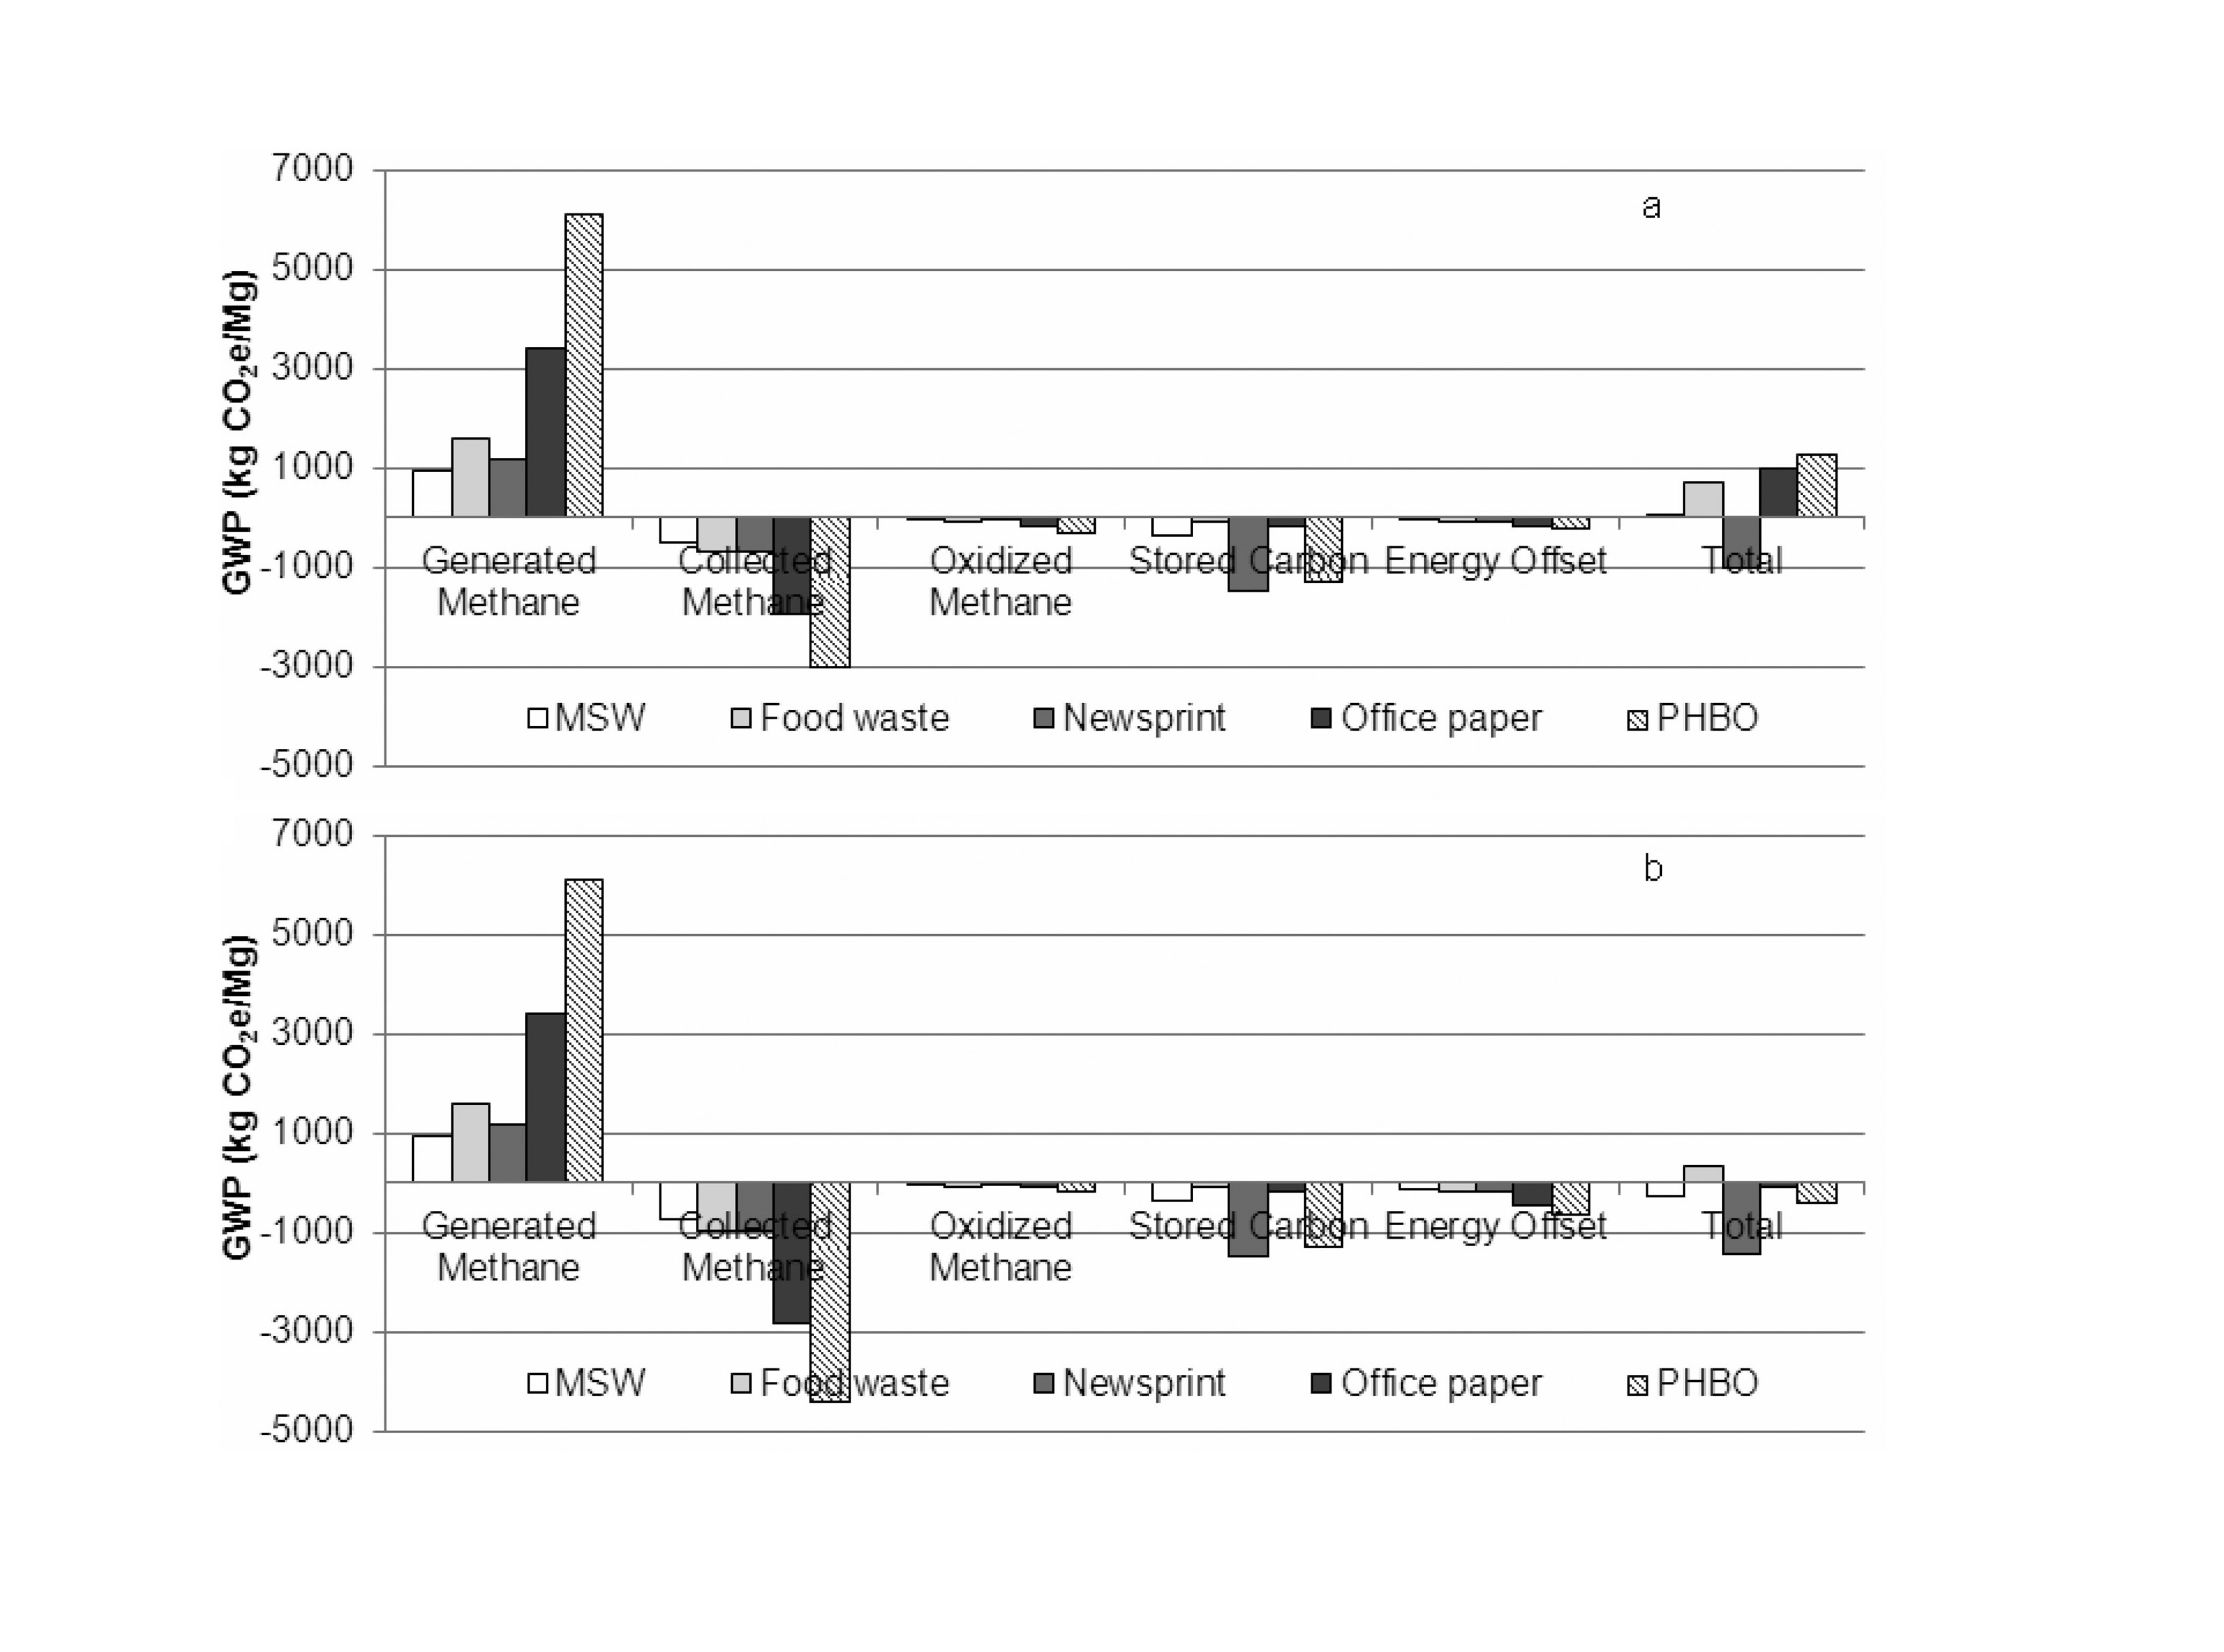 a
7000
5000
3000
1000
-1000
-3000
-5000
GWP (kg CO₂e/Mg)
Generated Methane
Collected Methane
Oxidized Methane
Stored Carbon
Energy Offset
Total
MSW
Food waste
Newsprint
Office paper
PHBO
b
7000
5000
3000
1000
-1000
-3000
-5000
GWP (kg CO₂e/Mg)
Generated Methane
Collected Methane
Oxidized Methane
Stored Carbon
Energy Offset
Total
MSW
Food waste
Newsprint
Office paper
PHBO